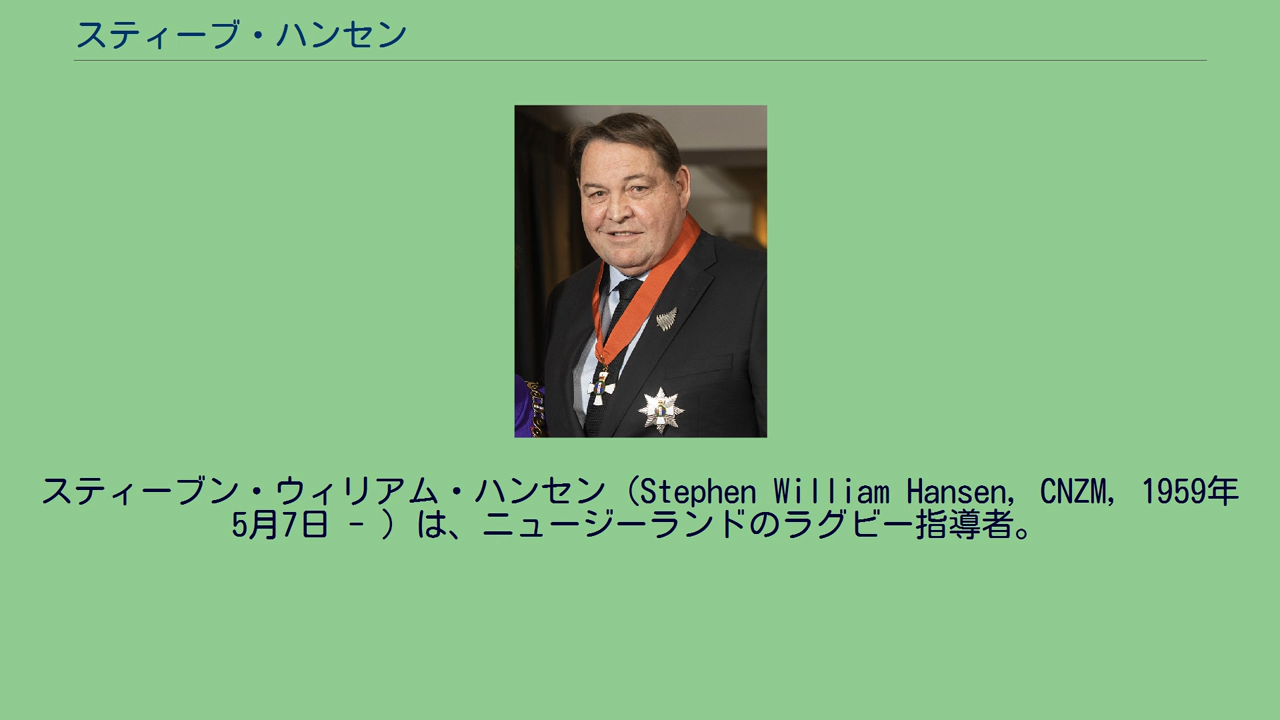 スティーブ・ハンセン
スティーブン・ウィリアム・ハンセン（Stephen William Hansen, CNZM, 1959年
5月7日 - ）は、ニュージーランドのラグビー指導者。